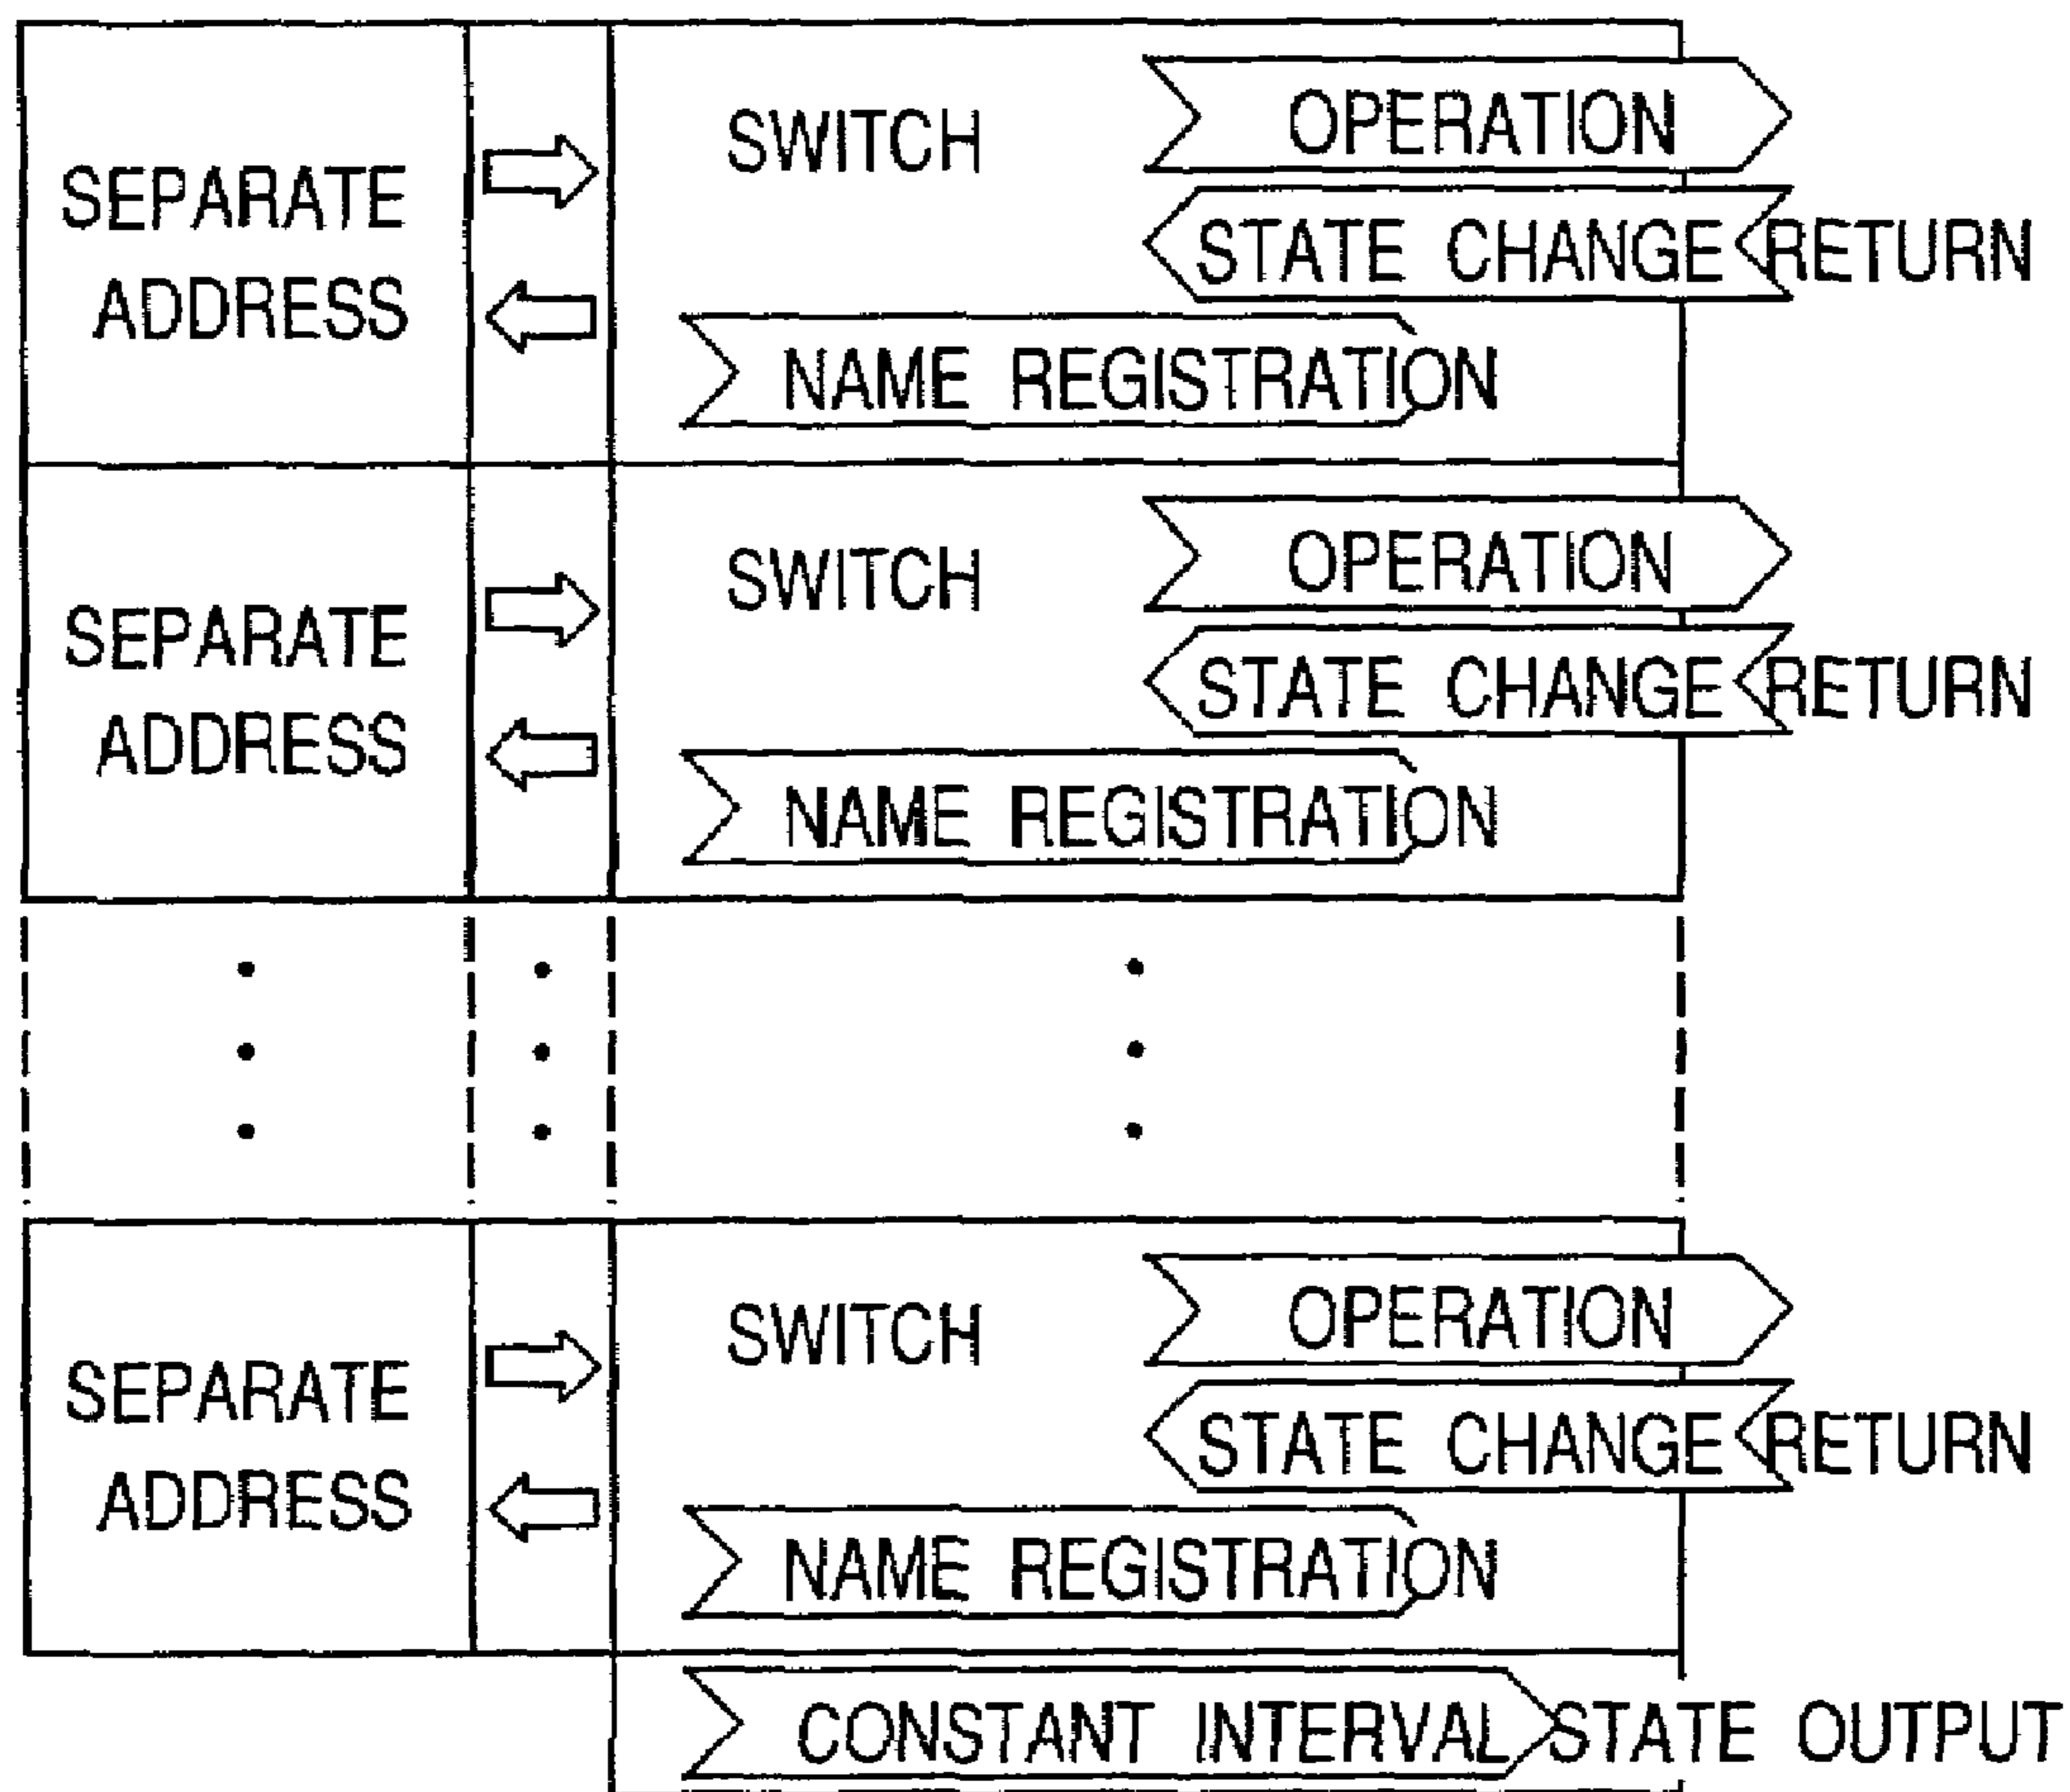 SEPARATE
ADDRESS
SWITCH
OPERATION
STATE CHANGE RETURN
NAME REGISTRATION
SEPARATE
ADDRESS
SWITCH
OPERATION
STATE CHANGE RETURN
NAME REGISTRATION
SEPARATE
ADDRESS
SWITCH
OPERATION
STATE CHANGE RETURN
NAME REGISTRATION
CONSTANT INTERVAL STATE OUTPUT